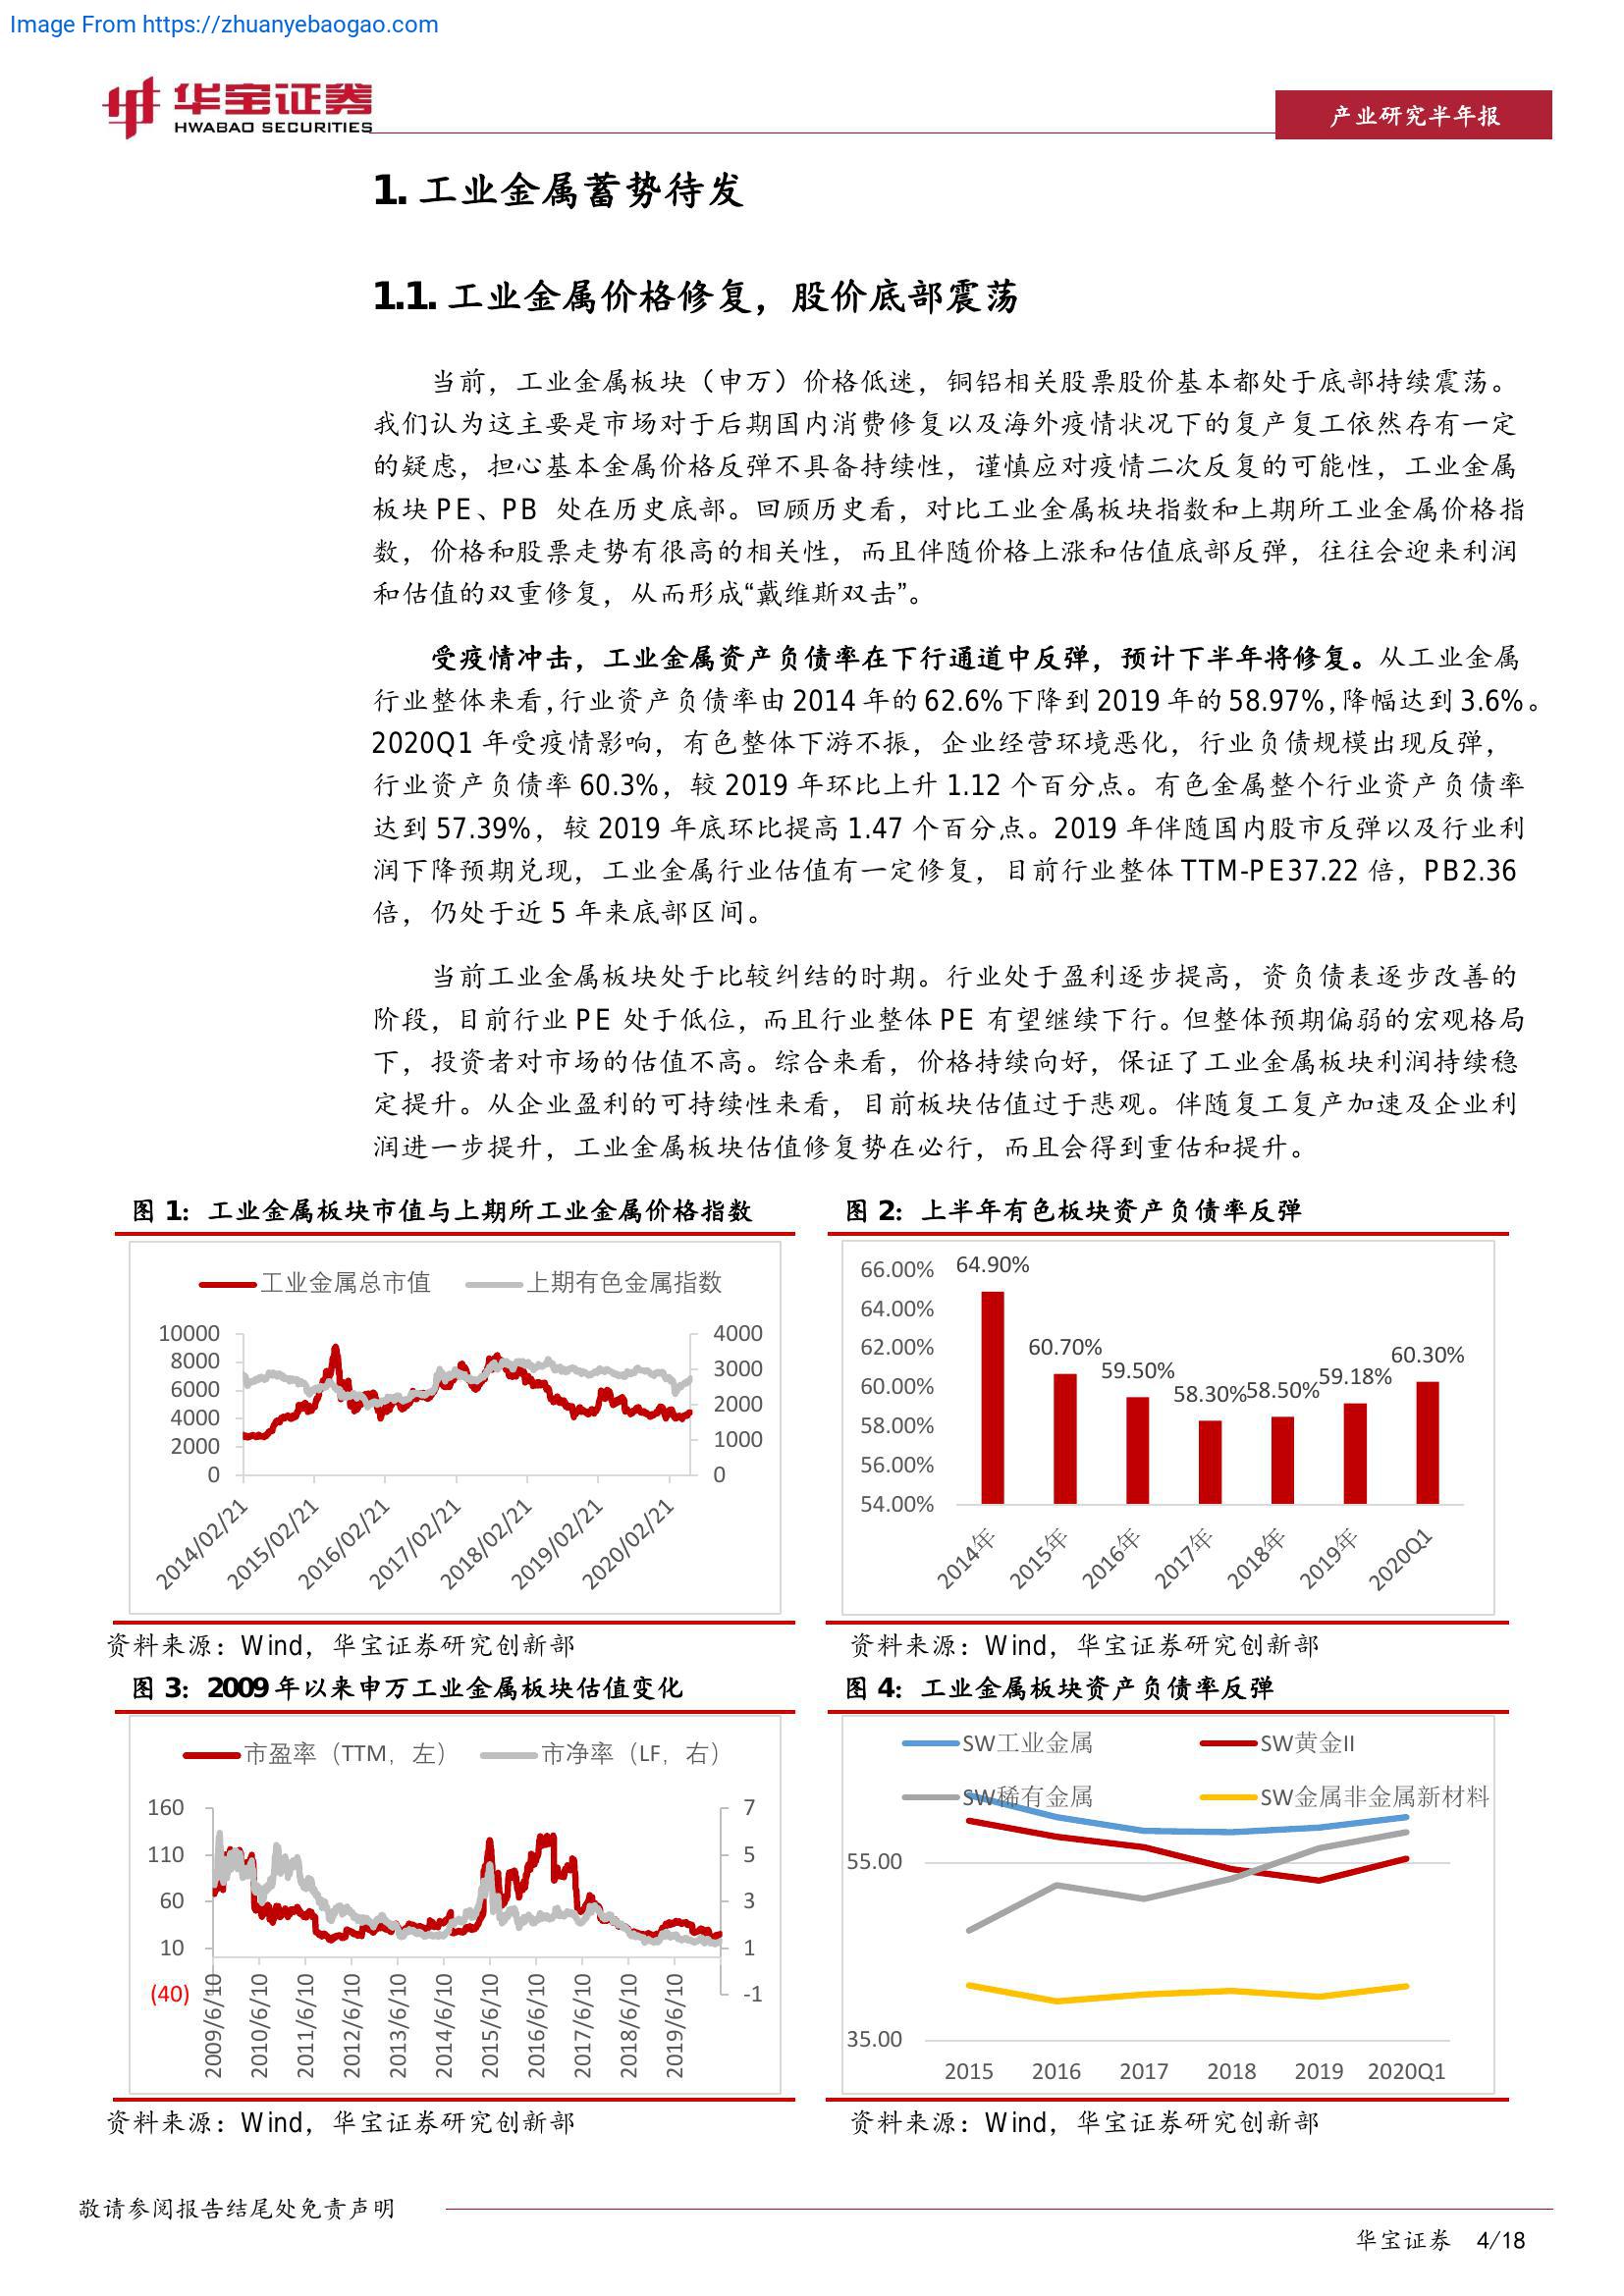 Image From https://zhuanyebaogao.com
华宝证券
HWABAO SECURITIES
产业研究半年报
1. 工业金属蓄势待发
1.1. 工业金属价格修复，股价底部震荡
当前，工业金属板块（申万）价格低迷，铜铝相关股票股价基本都处于底部持续震荡。
我们认为这主要是市场对于后期国内消费修复以及海外疫情状况下的复产复工依然存有一定
的疑虑，担心基本金属价格反弹不具备持续性，谨慎应对疫情二次反复的可能性，工业金属
板块 PE、PB 处在历史底部。回顾历史看，对比工业金属板块指数和上期所工业金属价格指
数，价格和股票走势有很高的相关性，而且伴随价格上涨和估值底部反弹，往往会迎来利润
和估值的双重修复，从而形成“戴维斯双击”。
受疫情冲击，工业金属资产负债率在下行通道中反弹，预计下半年将修复。从工业金属
行业整体来看，行业资产负债率由 2014 年的 62.6%下降到 2019 年的 58.97%，降幅达到 3.6%。
2020Q1 年受疫情影响，有色整体下游不振，企业经营环境恶化，行业负债规模出现反弹，
行业资产负债率 60.3%，较 2019 年环比上升 1.12 个百分点。有色金属整个行业资产负债率
达到 57.39%，较 2019 年底环比提高 1.47 个百分点。2019 年伴随国内股市反弹以及行业利
润下降预期兑现，工业金属行业估值有一定修复，目前行业整体 TTM-PE37.22 倍，PB2.36
倍，仍处于近 5 年来底部区间。
当前工业金属板块处于比较纠结的时期。行业处于盈利逐步提高，资负债表逐步改善的
阶段，目前行业 PE 处于低位，而且行业整体 PE 有望继续下行。但整体预期偏弱的宏观格局
下，投资者对市场的估值不高。综合来看，价格持续向好，保证了工业金属板块利润持续稳
定提升。从企业盈利的可持续性来看，目前板块估值过于悲观。伴随复工复产加速及企业利
润进一步提升，工业金属板块估值修复势在必行，而且会得到重估和提升。
图 1：工业金属板块市值与上期所工业金属价格指数
工业金属总市值 上期有色金属指数
10000 4000
8000 3000
6000
2000
4000
1000
2000
0 0
2014/02/21 2015/02/21 2016/02/21 2017/02/21 2018/02/21 2019/02/21 2020/02/21
资料来源：Wind，华宝证券研究创新部
图 2：上半年有色板块资产负债率反弹
66.00%
64.00%
62.00%
60.00%
58.00%
56.00%
54.00%
64.90% 60.70% 59.50% 58.30% 58.50% 59.18% 60.30%
2014年 2015年 2016年 2017年 2018年 2019年 2020Q1
资料来源：Wind，华宝证券研究创新部
图 3：2009 年以来申万工业金属板块估值变化
市盈率（TTM，左） 市净率（LF，右）
160 7
110 5
60 3
10 1
(40) -1
2009/6/10 2010/6/10 2011/6/10 2012/6/10 2013/6/10 2014/6/10 2015/6/10 2016/6/10 2017/6/10 2018/6/10 2019/6/10
资料来源：Wind，华宝证券研究创新部
图 4：工业金属板块资产负债率反弹
SW工业金属 SW黄金II
SW稀有金属 SW金属非金属新材料
55.00
35.00
2015 2016 2017 2018 2019 2020Q1
资料来源：Wind，华宝证券研究创新部
敬请参阅报告结尾处免责声明
华宝证券 4/18